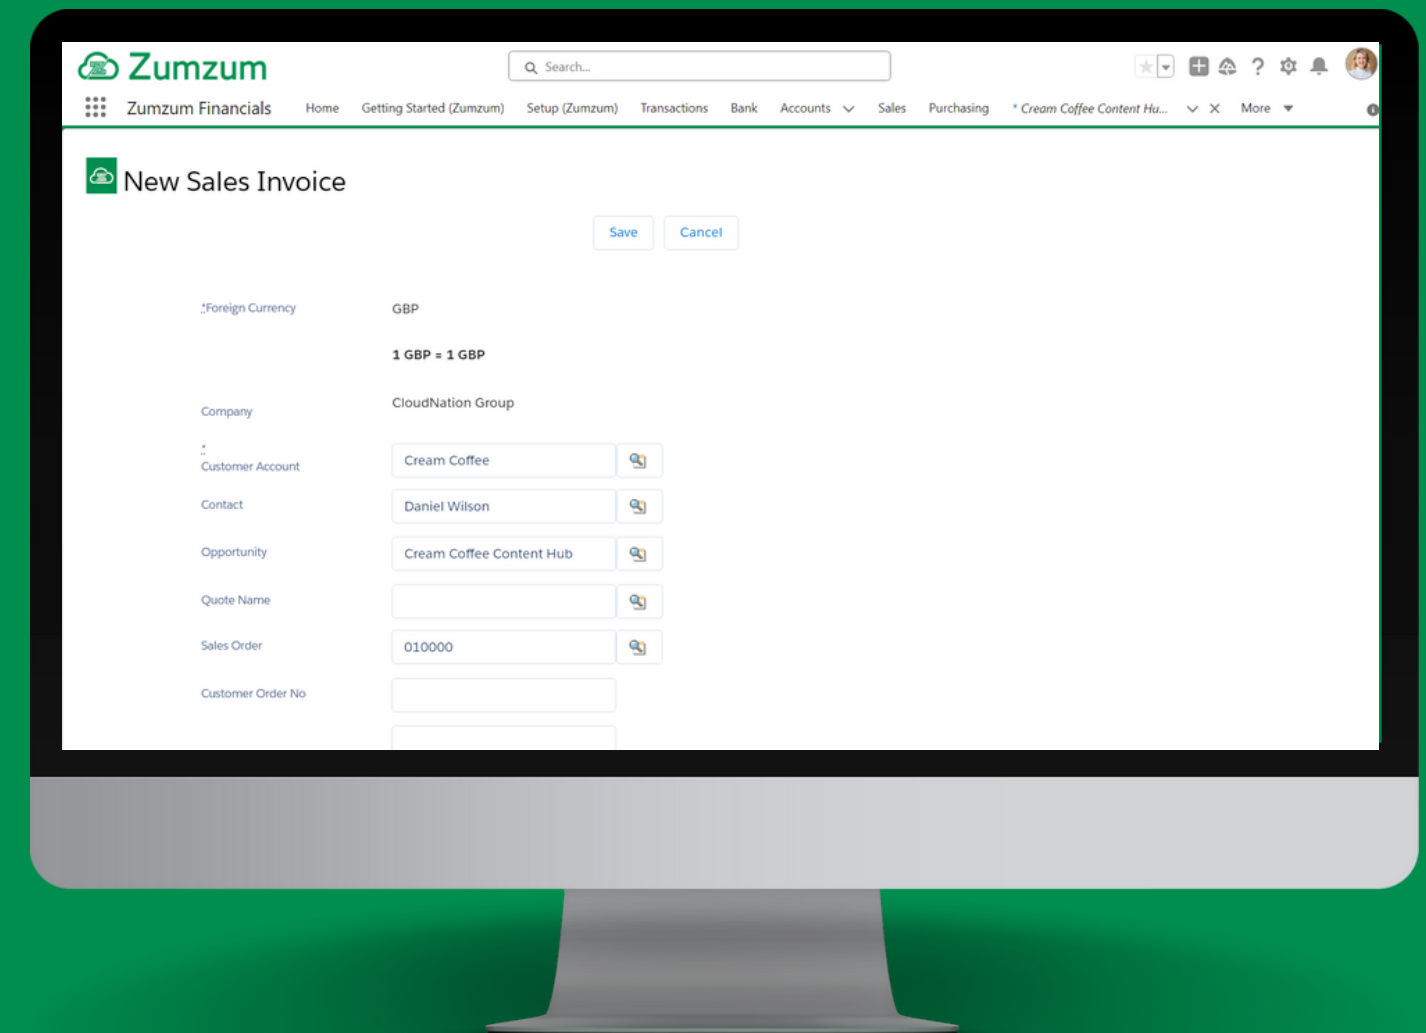 Zumzum
Search...
?
Zumzum Financials Home Getting Started (Zumzum) Setup (Zumzum) Transactions Bank Accounts Sales Purchasing * Cream Coffee Content Hu... More
New Sales Invoice
Save Cancel
*Foreign Currency GBP
1 GBP = 1 GBP
Company CloudNation Group
*
Customer Account Cream Coffee
Contact Daniel Wilson
Opportunity Cream Coffee Content Hub
Quote Name
Sales Order 010000
Customer Order No